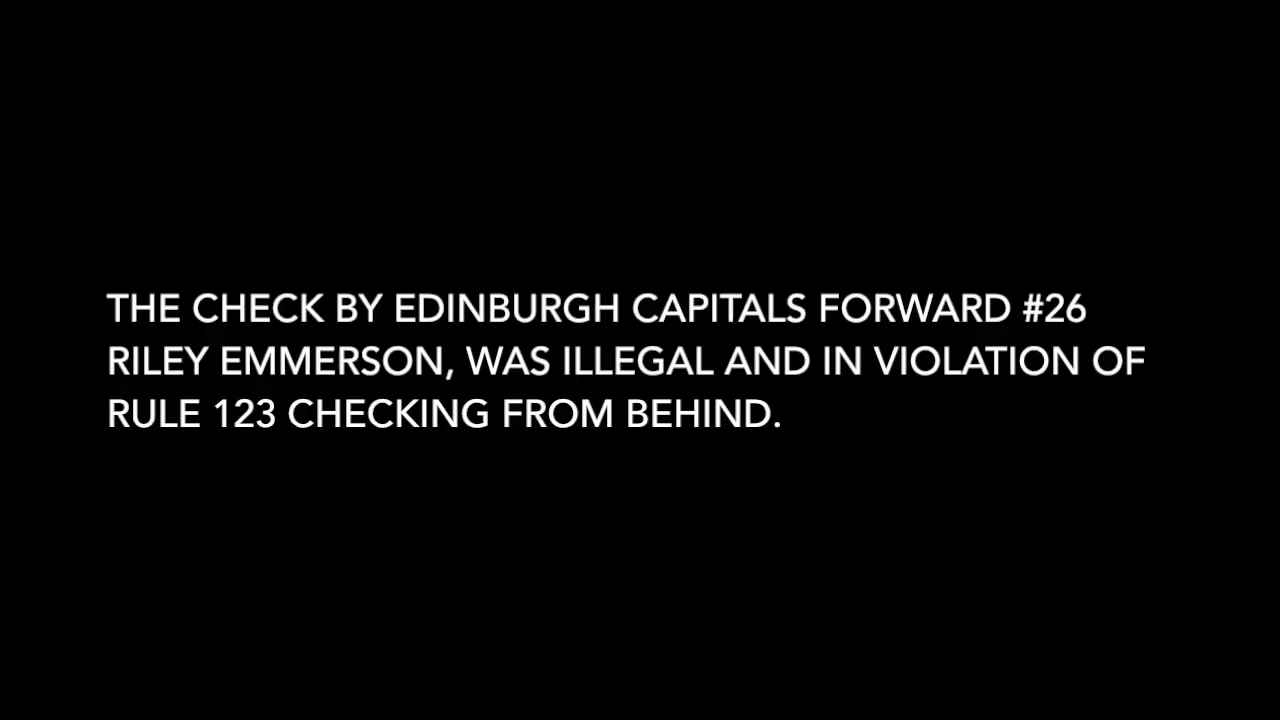 THE CHECK BY EDINBURGH CAPITALS FORWARD #26
RILEY EMMERSON, WAS ILLEGAL AND IN VIOLATION OF
RULE 123 CHECKING FROM BEHIND.